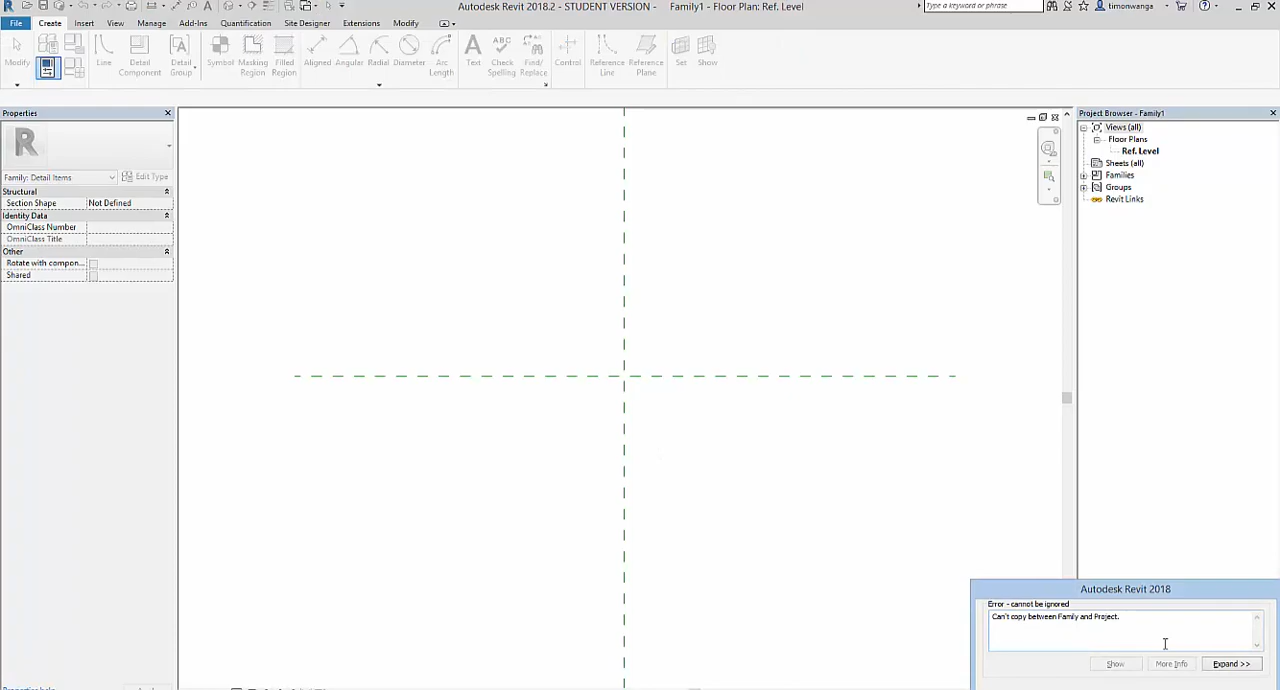 Autodesk Revit 2018.2 - STUDENT VERSION - Family1 - Floor Plan: Ref. Level
Type a keyword or phrase
timonwanga
File Create Insert View Manage Add-Ins Quantification Site Designer Extensions Modify
Modify
Line
Detail
Component
Detail
Group
Symbol
Masking
Region
Filled
Region
Aligned
Angular
Radial
Diameter
Arc
Length
Text
Check
Spelling
Find/
Replace
Control
Reference
Line
Reference
Plane
Set
Show
Properties
Family: Detail Items
Edit Type
Structural
Section Shape Not Defined
Identity Data
OmniClass Number
OmniClass Title
Other
Rotate with compon...
Shared
Project Browser - Family1
Views (all)
Floor Plans
Ref. Level
Sheets (all)
Families
Groups
Revit Links
Autodesk Revit 2018
Error - cannot be ignored
Can't copy between Family and Project.
Show More Info Expand >>
Properties help